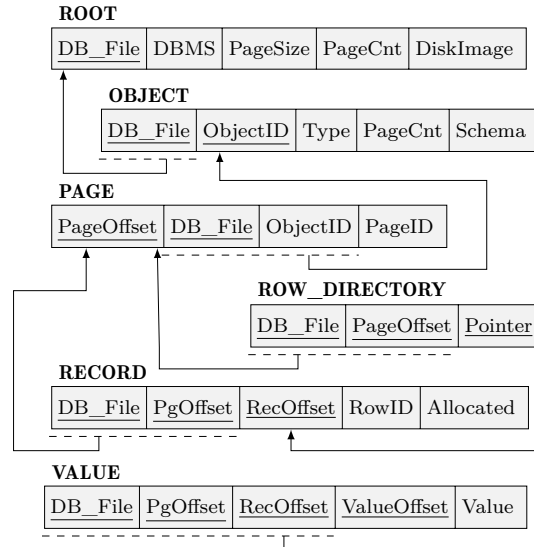 ROOT
DB_File DBMS PageSize PageCnt DiskImage
OBJECT
DB_File ObjectID Type PageCnt Schema
PAGE
PageOffset DB_File ObjectID PageID
ROW_DIRECTORY
DB_File PageOffset Pointer
RECORD
DB_File PgOffset RecOffset RowID Allocated
VALUE
DB_File PgOffset RecOffset ValueOffset Value